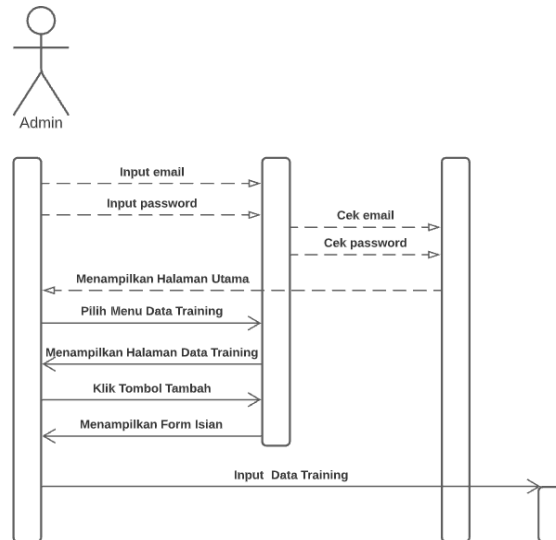 Admin
Input email
Input password
Cek email
Cek password
Menampilkan Halaman Utama
Pilih Menu Data Training
Menampilkan Halaman Data Training
Klik Tombol Tambah
Menampilkan Form Isian
Input Data Training